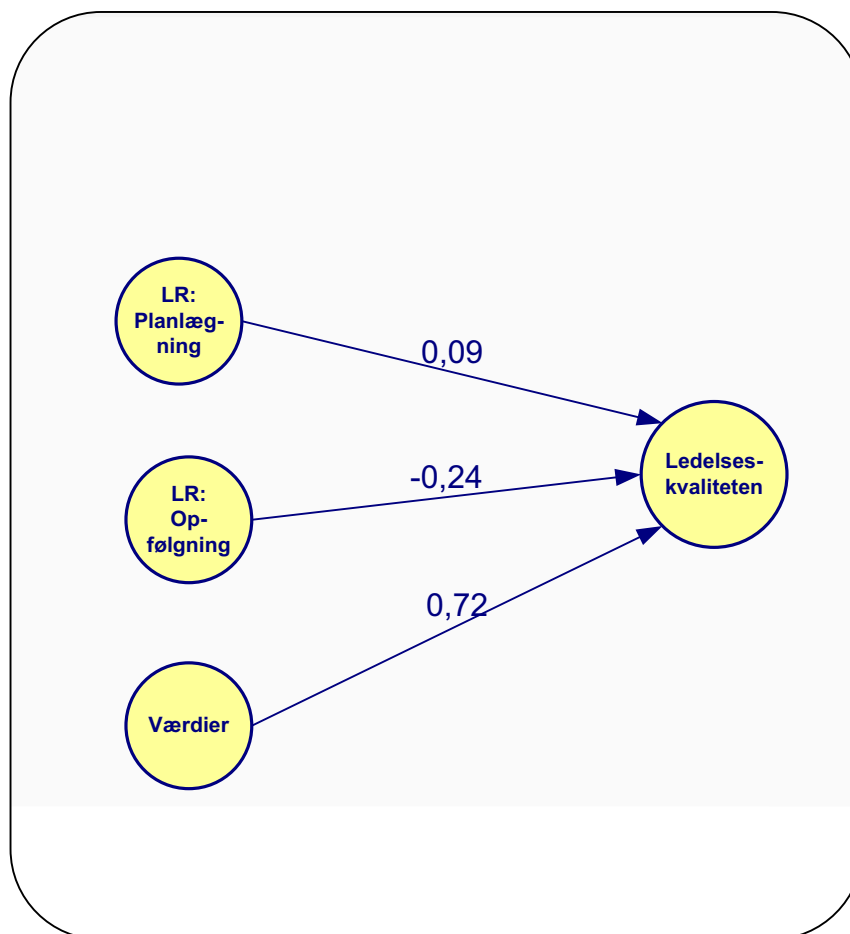 LR:
Planlæg-
ning
0,09
Ledelses-
kvaliteten
LR:
Op-
følgning
-0,24
0,72
Værdier